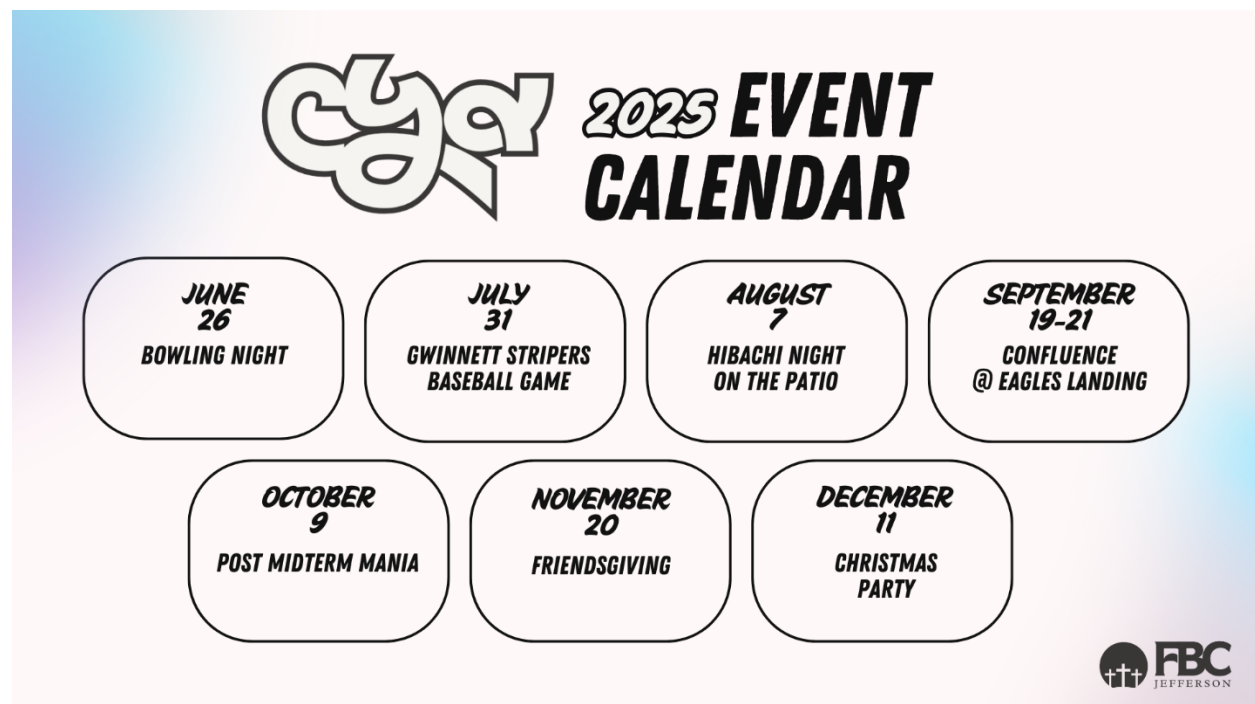 cya
2025 EVENT
CALENDAR
JUNE
26
BOWLING NIGHT
JULY
31
GWINNETT STRIPERS
BASEBALL GAME
AUGUST
7
HIBACHI NIGHT
ON THE PATIO
SEPTEMBER
19-21
CONFLUENCE
@ EAGLES LANDING
OCTOBER
9
POST MIDTERM MANIA
NOVEMBER
20
FRIENDSGIVING
DECEMBER
11
CHRISTMAS
PARTY
FBC
JEFFERSON